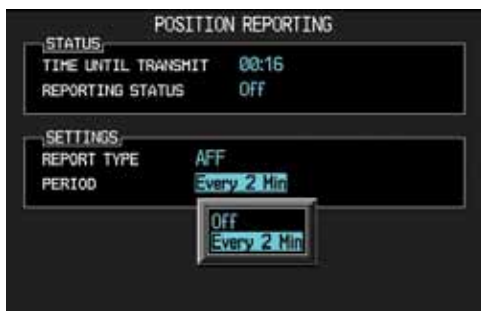 POSITION REPORTING
STATUS
TIME UNTIL TRANSMIT 00:16
REPORTING STATUS Off
SETTINGS
REPORT TYPE AFF
PERIOD Every 2 Min
Off
Every 2 Min